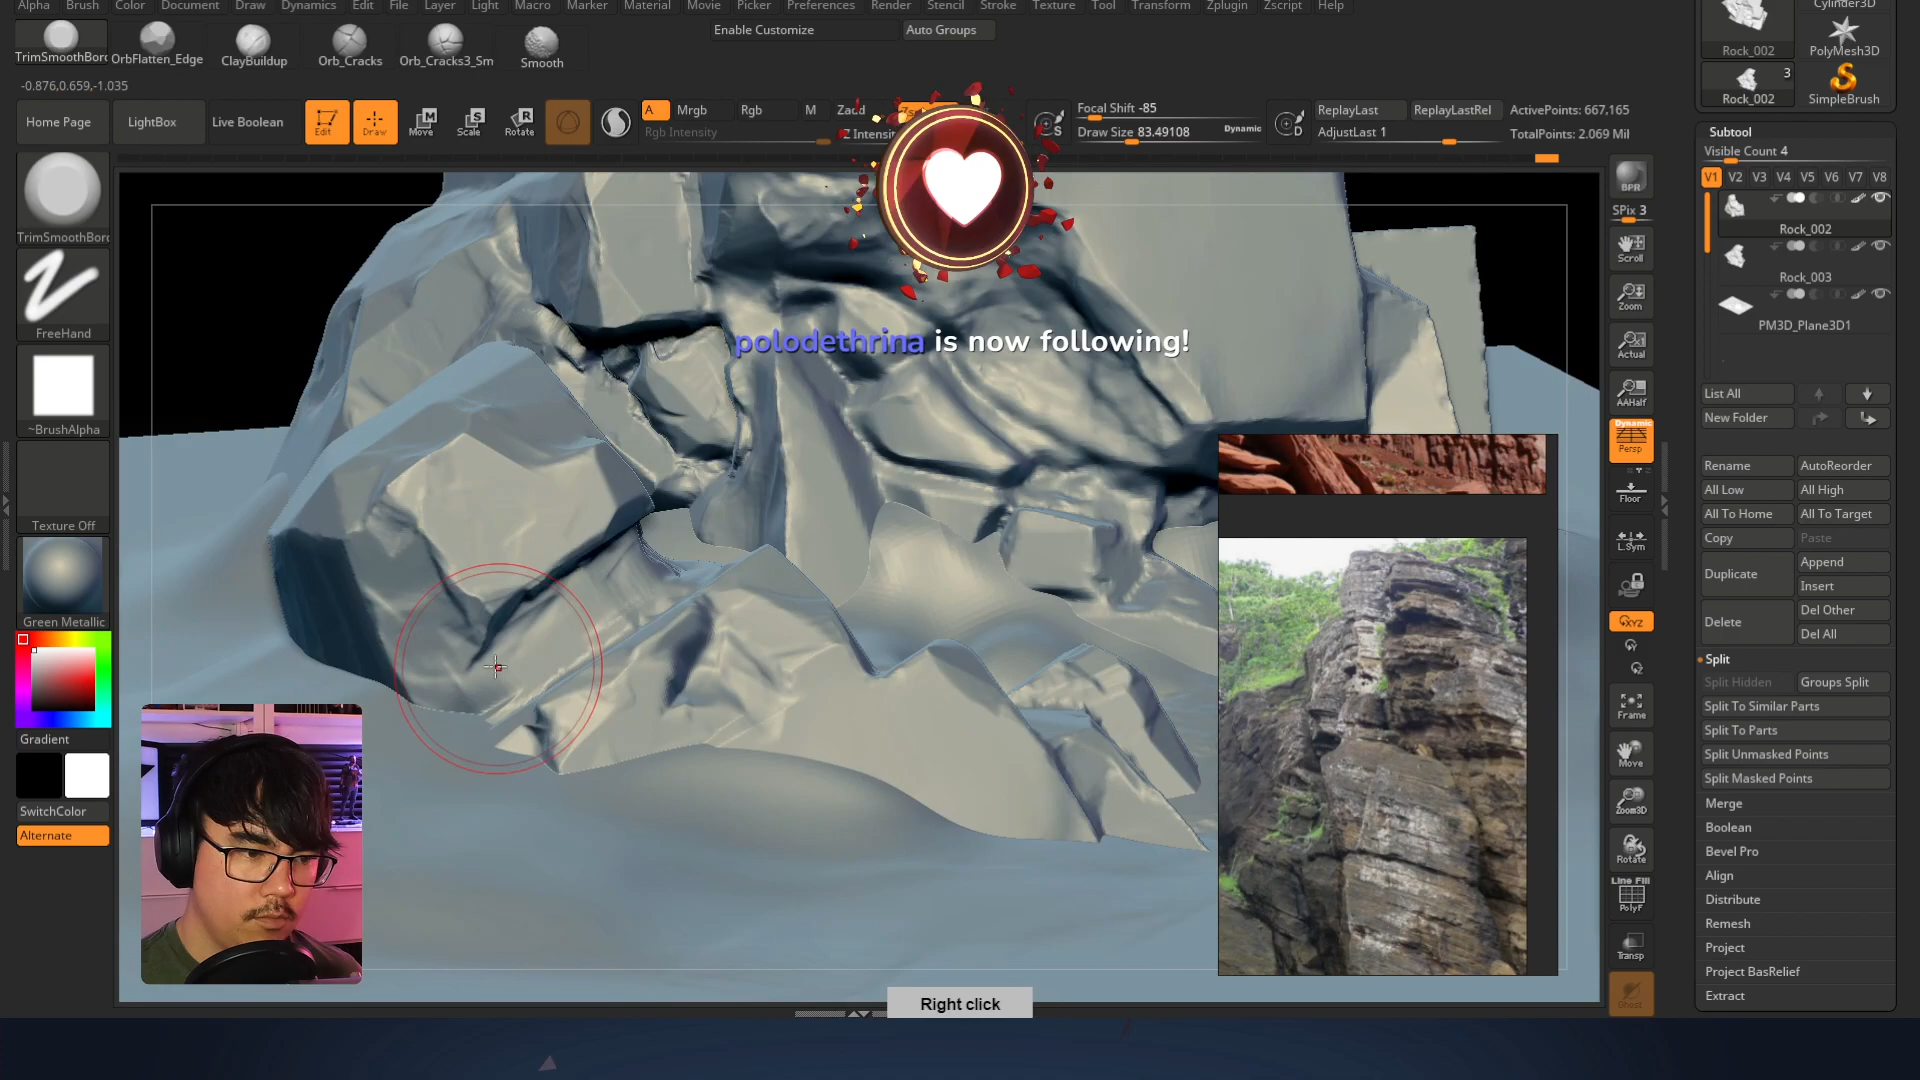 Alpha Brush Color Document Draw Dynamics Edit File Layer Light Macro Marker Material Movie Picker Preferences Render Stencil Stroke Texture Tool Transform Zplugin Zscript Help
Enable Customize Auto Groups
TrimSmoothBord OrbFlatten_Edge ClayBuildup Orb_Cracks Orb_Cracks3_Sm Smooth
-0.876,0.659,-1.035
Home Page LightBox Live Boolean Edit Draw Move Scale Rotate
A Mrgb Rgb M Zadd
Rgb Intensity Z Intensi
Focal Shift -85
Draw Size 83.49108 Dynamic
S D
ReplayLast ReplayLastRel ActivePoints: 667,165
AdjustLast 1 TotalPoints: 2.069 Mil
TrimSmoothBord
FreeHand
~BrushAlpha
Texture Off
Green Metallic
Gradient
SwitchColor
Alternate
polodethrina is now following!
Right click
BPR
SPix 3
Scroll
Zoom
Actual
AAHalf
Dynamic
Persp
Floor
L.Sym
XYZ
Frame
Move
Zoom3D
Rotate
Line Fill
PolyF
Transp
Ghost
Cylinder3D
Rock_002 PolyMesh3D
3
Rock_002 SimpleBrush
Subtool
Visible Count 4
V1 V2 V3 V4 V5 V6 V7 V8
Rock_002
Rock_003
PM3D_Plane3D1
List All
New Folder
Rename AutoReorder
All Low All High
All To Home All To Target
Copy Paste
Duplicate Append
Insert
Delete Del Other
Del All
Split
Split Hidden Groups Split
Split To Similar Parts
Split To Parts
Split Unmasked Points
Split Masked Points
Merge
Boolean
Bevel Pro
Align
Distribute
Remesh
Project
Project BasRelief
Extract